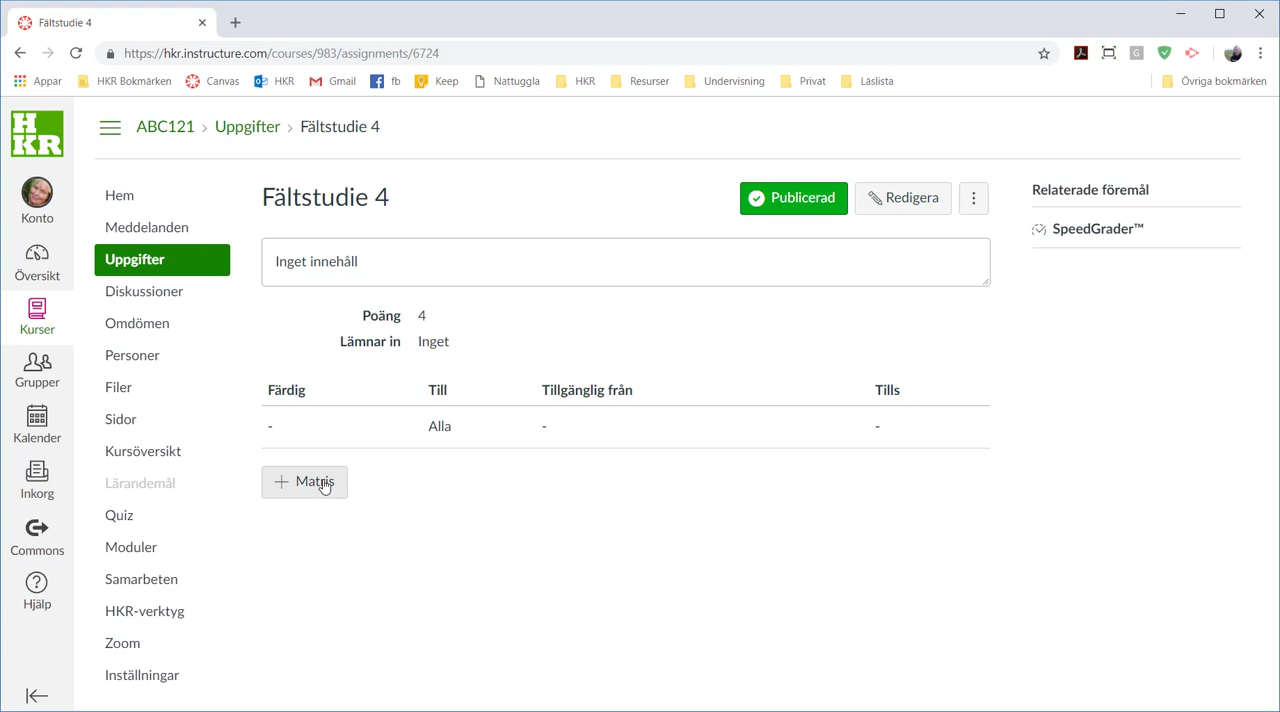 Fältstudie 4
https://hkr.instructure.com/courses/983/assignments/6724
Appar HKR Bokmärken Canvas HKR Gmail fb Keep Nattuggla HKR Resurser Undervisning Privat Läslista Övriga bokmärken
HKR
Konto
Översikt
Kurser
Grupper
Kalender
Inkorg
Commons
Hjälp
ABC121 › Uppgifter › Fältstudie 4
Hem
Meddelanden
Uppgifter
Diskussioner
Omdömen
Personer
Filer
Sidor
Kursöversikt
Lärandemål
Quiz
Moduler
Samarbeten
HKR-verktyg
Zoom
Inställningar
Fältstudie 4
Publicerad Redigera
Inget innehåll
Poäng 4
Lämnar in Inget
Färdig Till Tillgänglig från Tills
- Alla - -
+ Matris
Relaterade föremål
SpeedGrader™